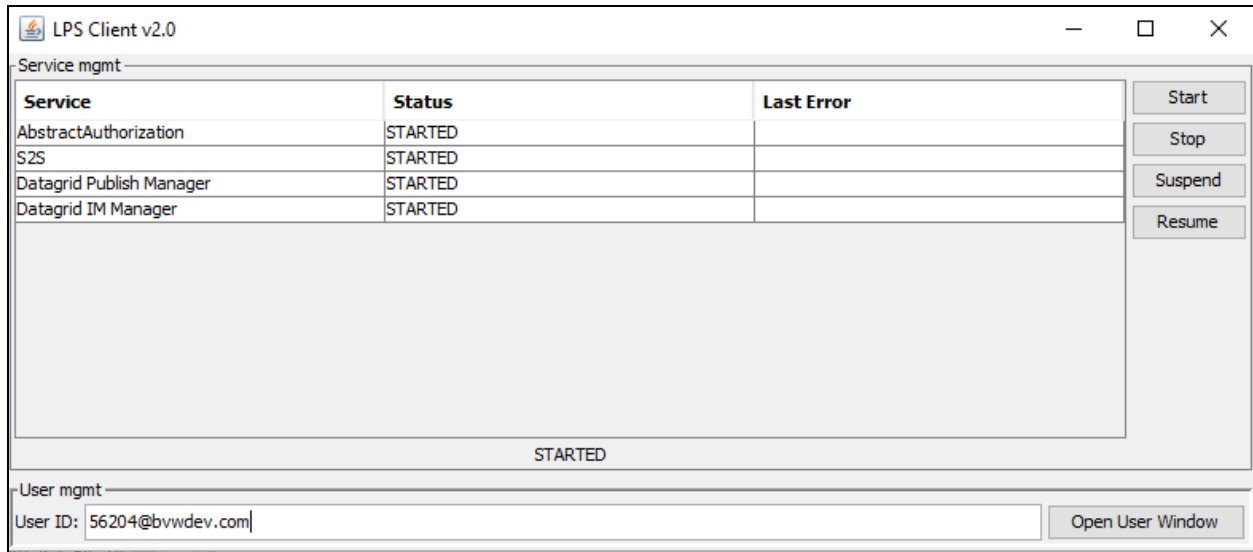 LPS Client v2.0
Service mgmt
Service Status Last Error
Start
AbstractAuthorization STARTED
Stop
S2S STARTED
Datagrid Publish Manager STARTED
Suspend
Datagrid IM Manager STARTED
Resume
STARTED
User mgmt
User ID: 56204@bvwdev.com Open User Window